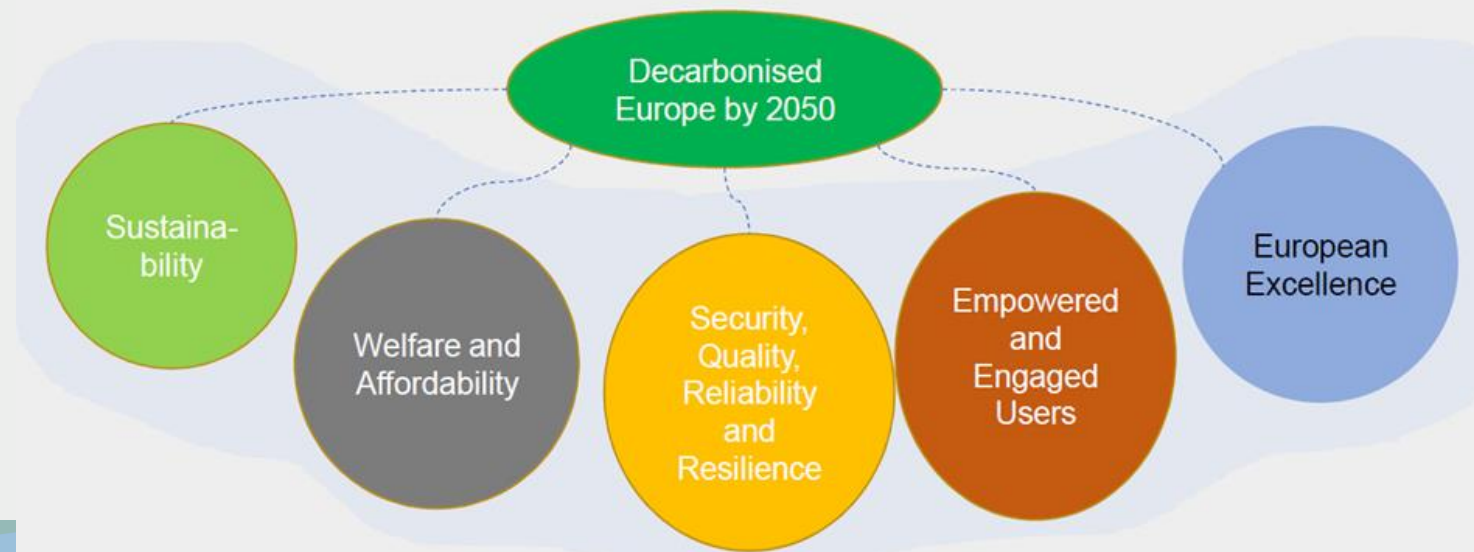 Decarbonised
Europe by 2050
Sustaina-
bility
Welfare and
Affordability
Security,
Quality,
Reliability
and
Resilience
Empowered
and
Engaged
Users
European
Excellence